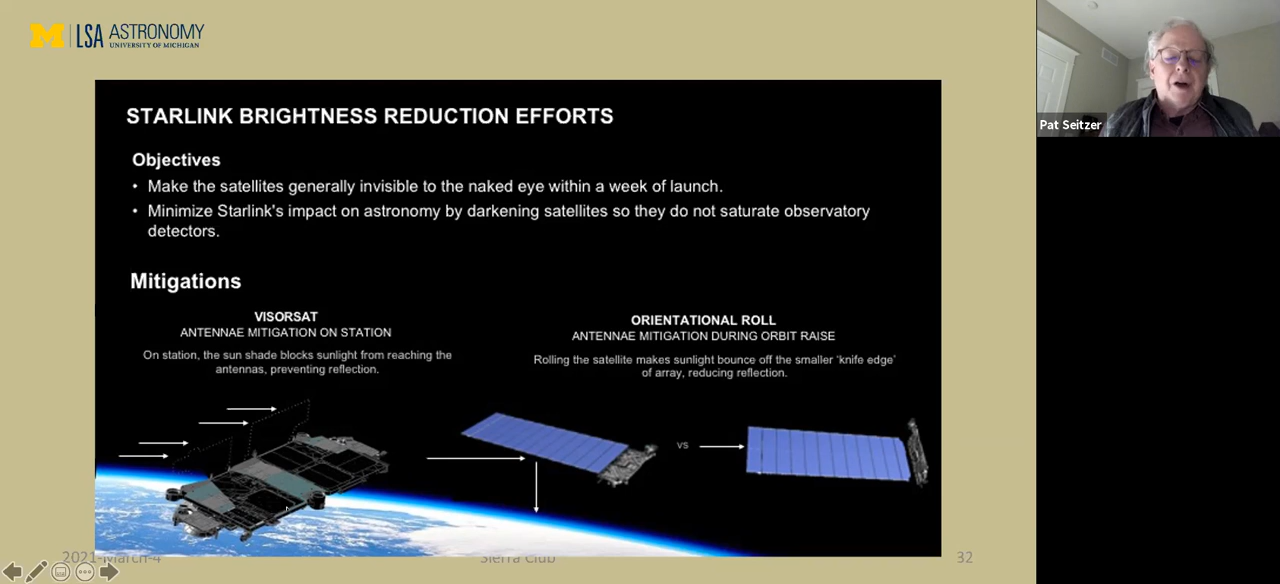 M LSA ASTRONOMY
UNIVERSITY OF MICHIGAN
STARLINK BRIGHTNESS REDUCTION EFFORTS
Objectives
• Make the satellites generally invisible to the naked eye within a week of launch.
• Minimize Starlink's impact on astronomy by darkening satellites so they do not saturate observatory
detectors.
Mitigations
VISORSAT
ANTENNAE MITIGATION ON STATION
On station, the sun shade blocks sunlight from reaching the
antennas, preventing reflection.
ORIENTATIONAL ROLL
ANTENNAE MITIGATION DURING ORBIT RAISE
Rolling the satellite makes sunlight bounce off the smaller 'knife edge'
of array, reducing reflection.
VS
2021-March-4
Sierra Club
32
Pat Seitzer